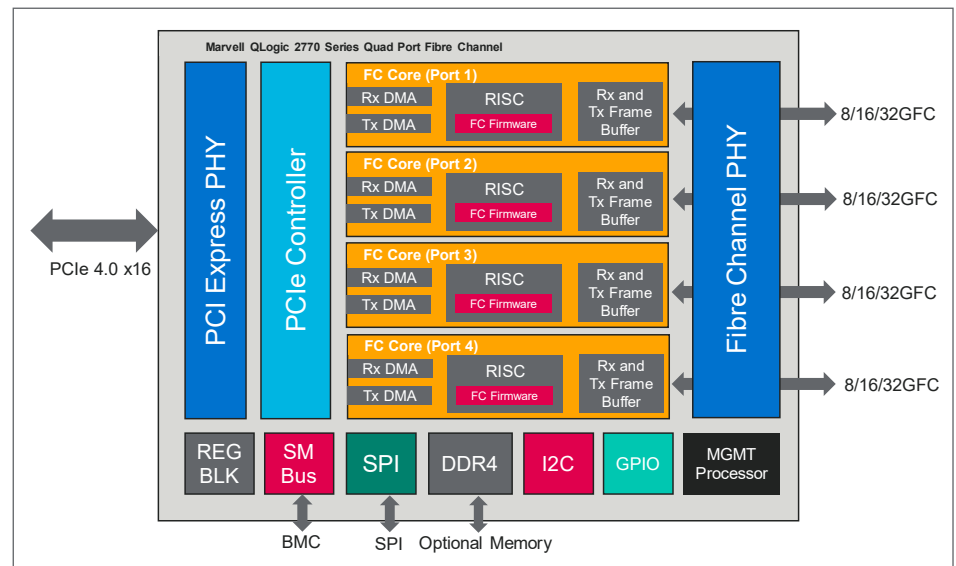 Marvell QLogic 2770 Series Quad Port Fibre Channel
PCI Express PHY
PCIe Controller
FC Core (Port 1)
Rx DMA
Tx DMA
RISC
FC Firmware
Rx and
Tx Frame
Buffer
FC Core (Port 2)
Rx DMA
Tx DMA
RISC
FC Firmware
Rx and
Tx Frame
Buffer
FC Core (Port 3)
Rx DMA
Tx DMA
RISC
FC Firmware
Rx and
Tx Frame
Buffer
FC Core (Port 4)
Rx DMA
Tx DMA
RISC
FC Firmware
Rx and
Tx Frame
Buffer
Fibre Channel PHY
8/16/32GFC
8/16/32GFC
8/16/32GFC
8/16/32GFC
PCIe 4.0 x16
REG
BLK
SM
Bus
SPI
DDR4
I2C
GPIO
MGMT
Processor
BMC
SPI
Optional Memory